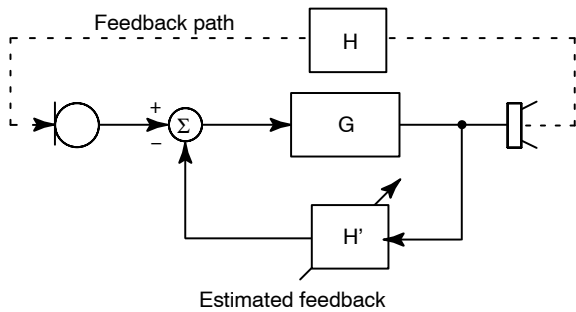 Feedback path
H
+
Σ
−
G
H'
Estimated feedback